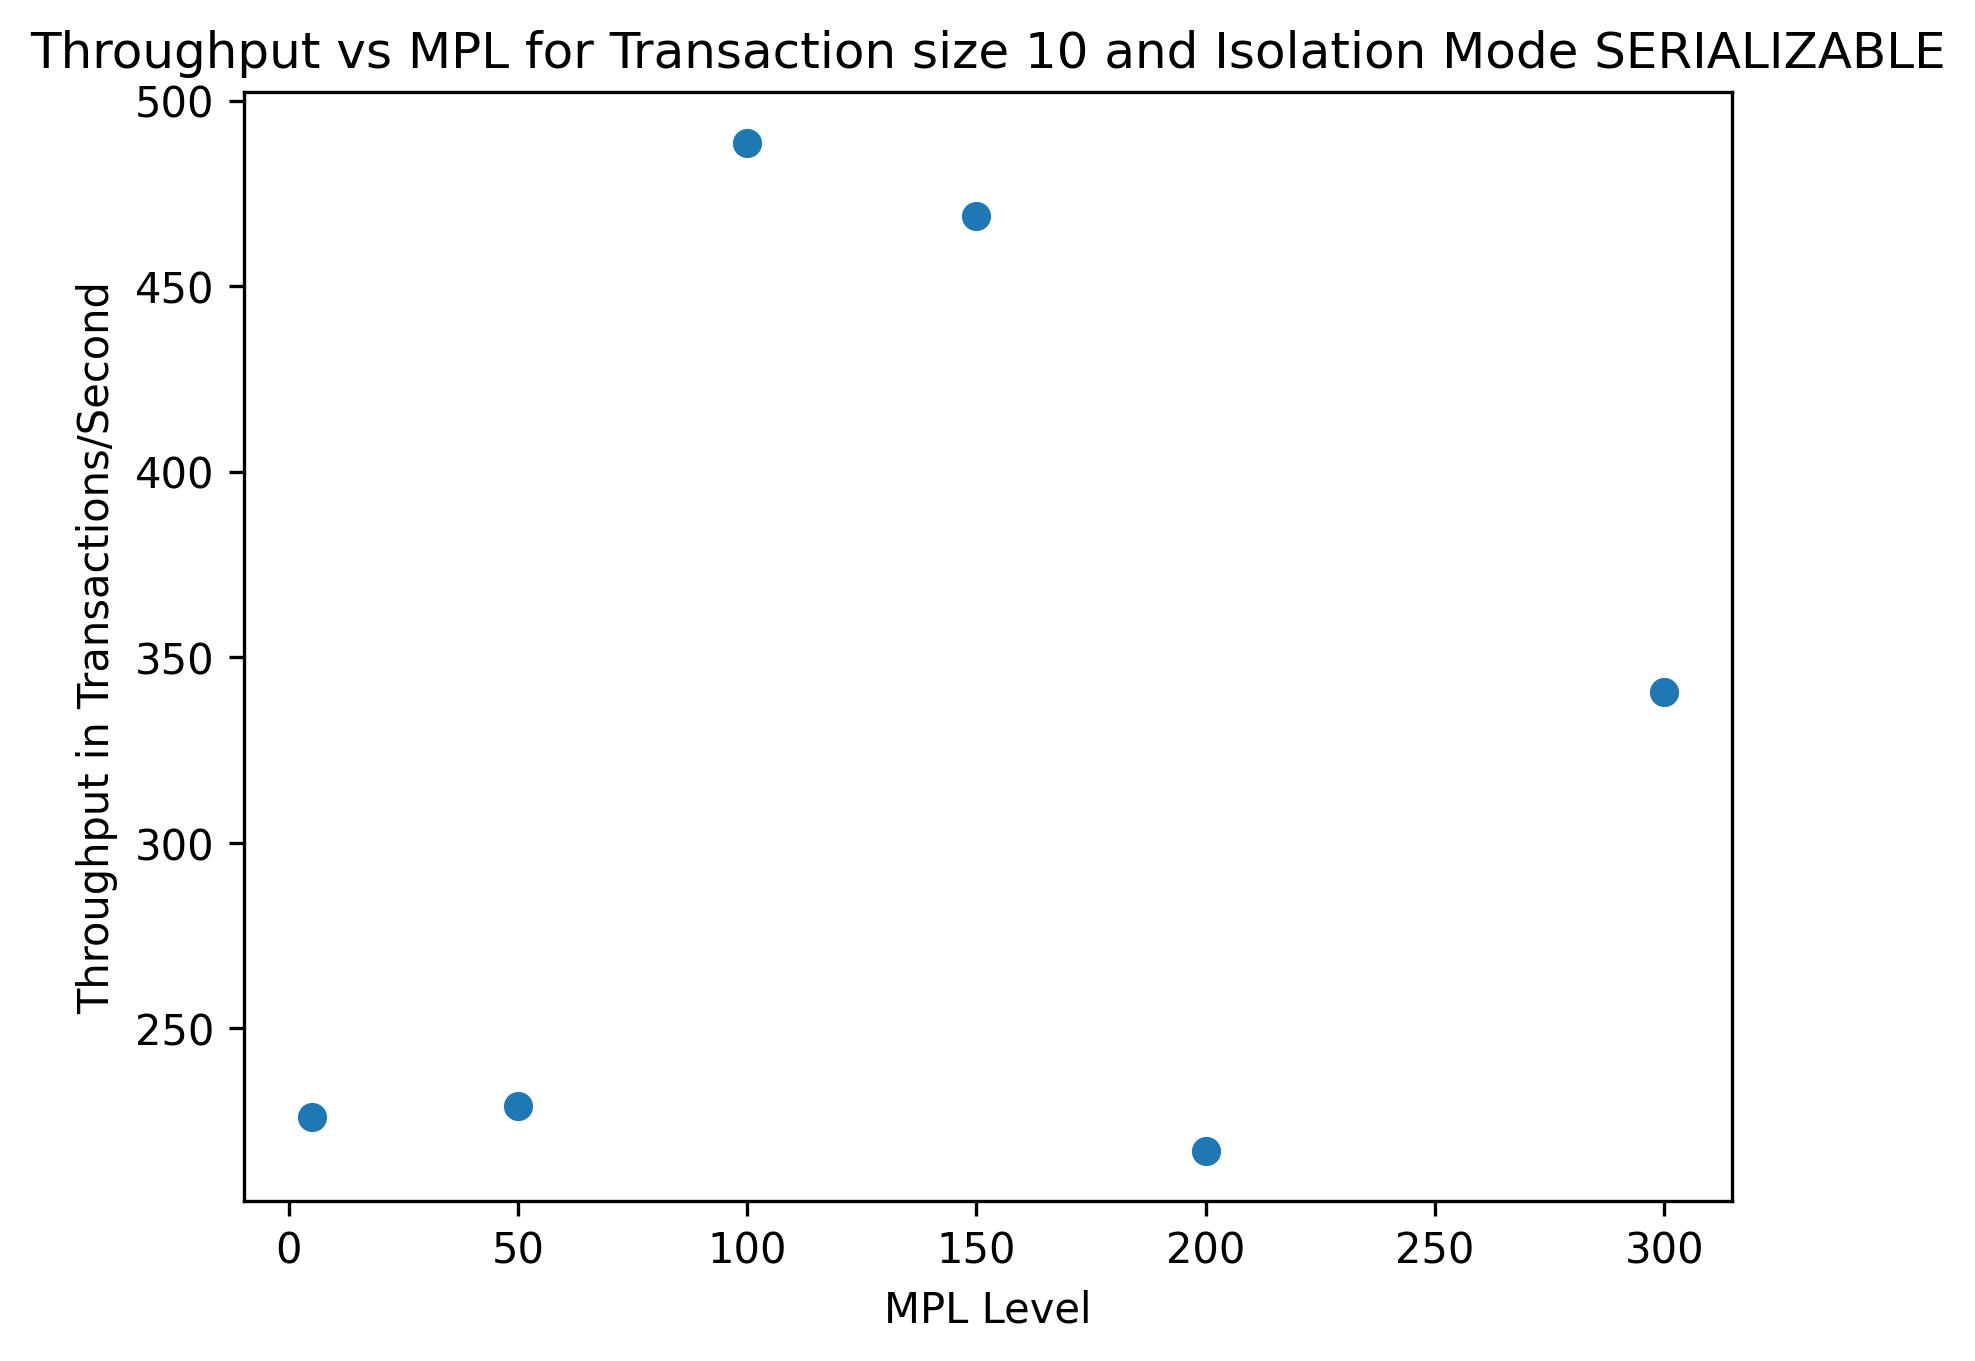 Throughput vs MPL for Transaction size 10 and Isolation Mode SERIALIZABLE
500
450
400
350
300
250
Throughput in Transactions/Second
0 50 100 150 200 250 300
MPL Level